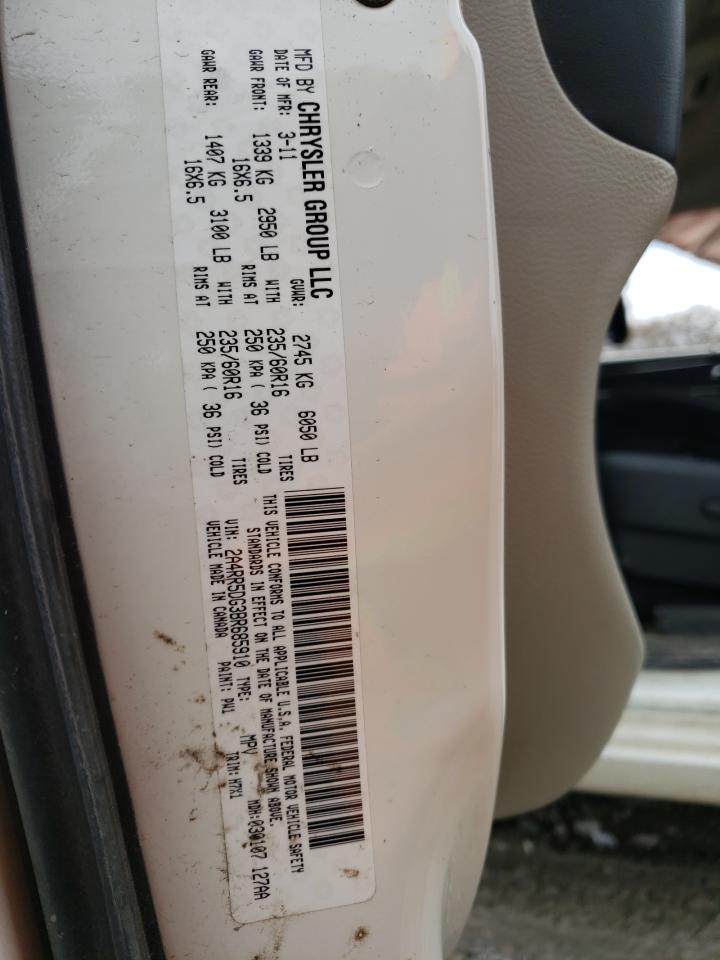 MFD BY CHRYSLER GROUP LLC
DATE OF MFR: 3-11 GVWR: 2745 KG 6050 LB
GAWR FRONT: 1339 KG 2950 LB WITH 235/60R16 TIRES
16X6.5 RIMS AT 250 KPA ( 36 PSI) COLD
GAWR REAR: 1407 KG 3100 LB WITH 235/60R16 TIRES
16X6.5 RIMS AT 250 KPA ( 36 PSI) COLD
THIS VEHICLE CONFORMS TO ALL APPLICABLE U.S.A. FEDERAL MOTOR VEHICLE SAFETY
STANDARDS IN EFFECT ON THE DATE OF MANUFACTURE SHOWN ABOVE.
VIN: 2A4RR5DG3BR685910 TYPE: MPV MDH: 127AA
VEHICLE MADE IN CANADA PAINT: PW1 TRIM: M7X1